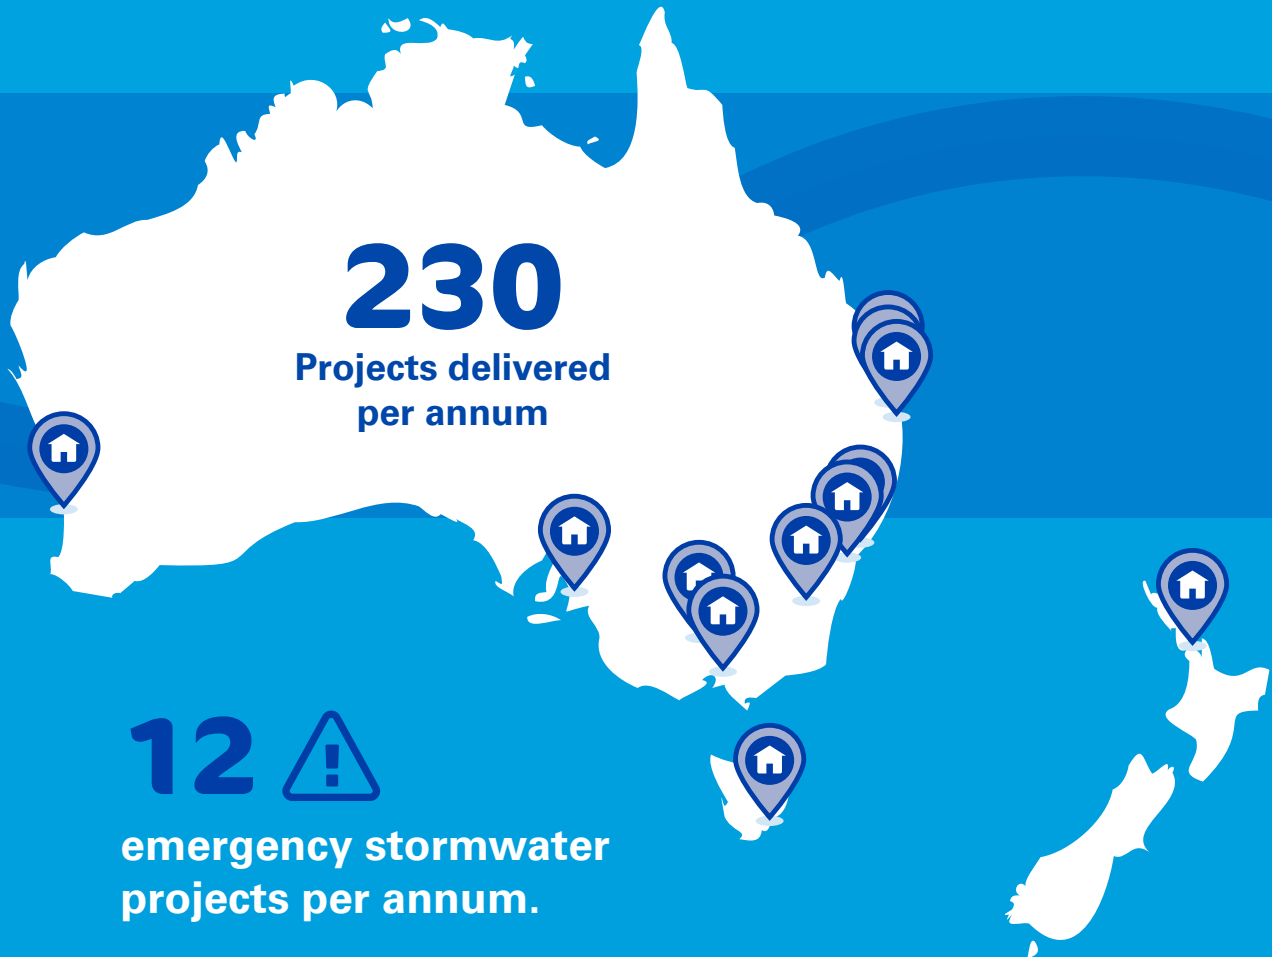 230
Projects delivered
per annum
12
emergency stormwater
projects per annum.